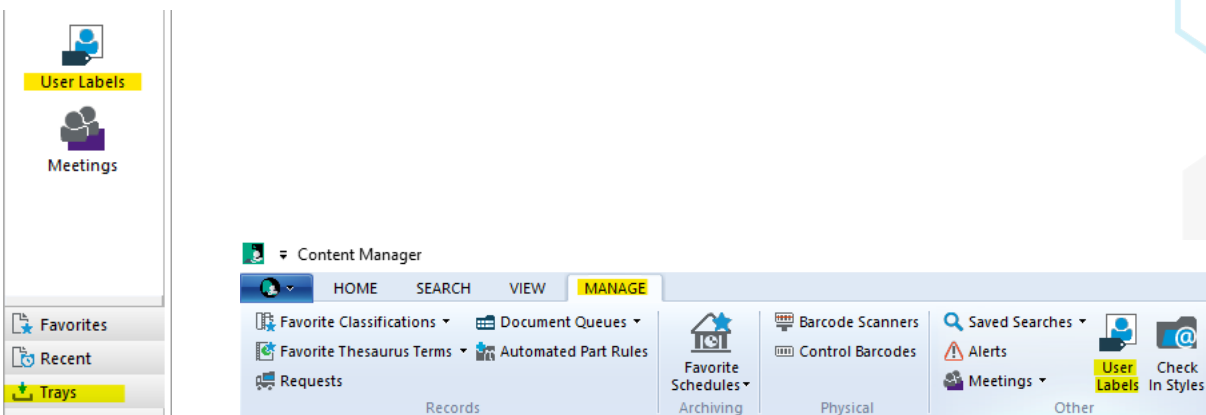 User Labels
Meetings
Favorites
Recent
Trays
Content Manager
HOME SEARCH VIEW MANAGE
Favorite Classifications Document Queues
Favorite Thesaurus Terms Automated Part Rules
Requests
Records
Favorite
Schedules
Archiving
Barcode Scanners
Control Barcodes
Physical
Saved Searches
Alerts
Meetings
User
Labels
Check
In Styles
Other